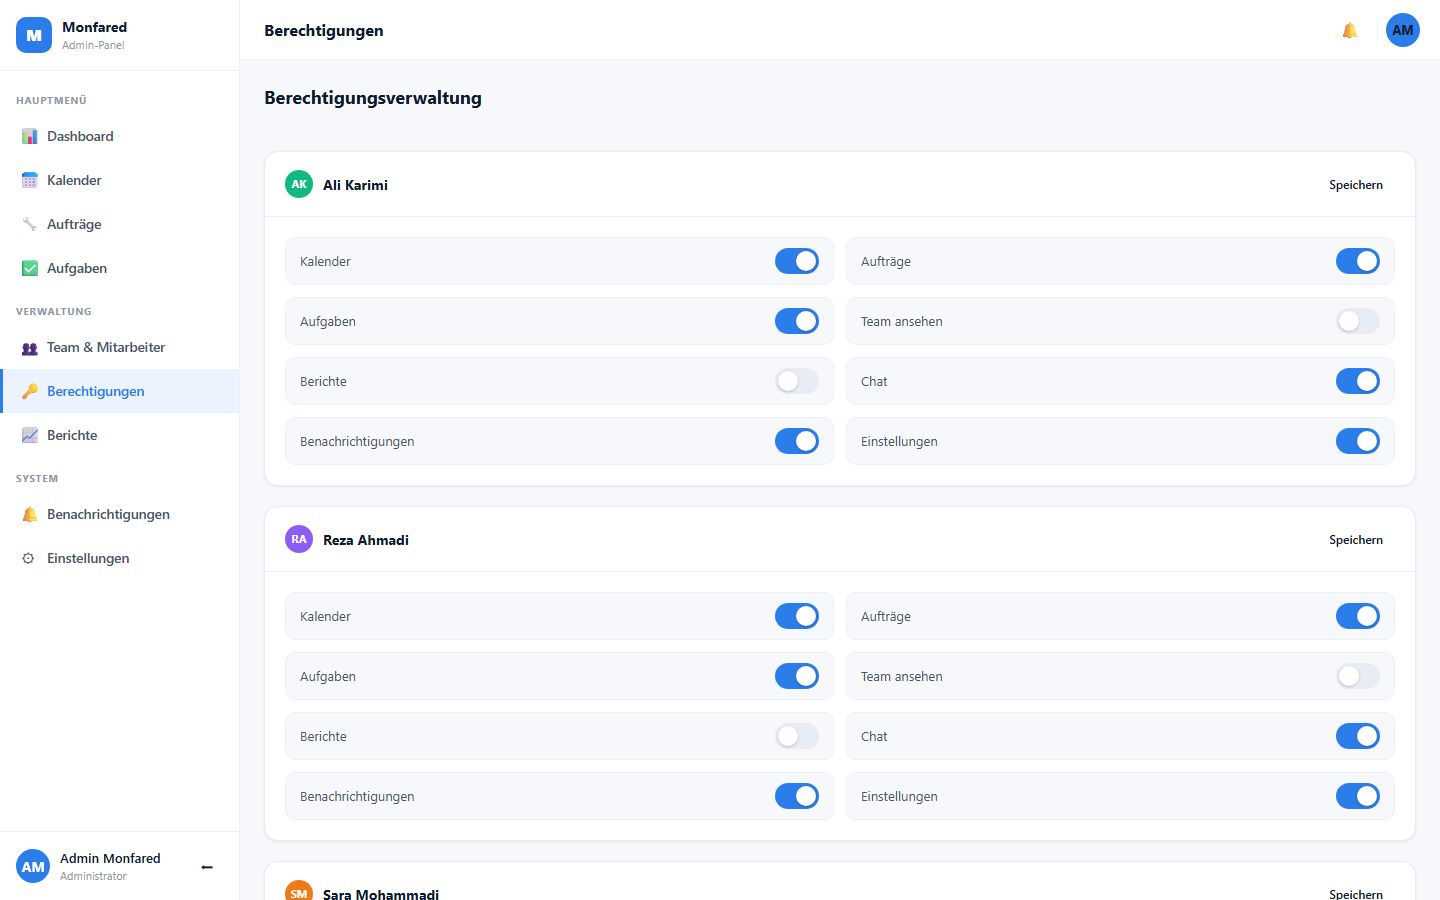 M
Monfared
Admin-Panel
HAUPTMENÜ
Dashboard
Kalender
Aufträge
Aufgaben
VERWALTUNG
Team & Mitarbeiter
Berechtigungen
Berichte
SYSTEM
Benachrichtigungen
Einstellungen
AM
Admin Monfared
Administrator
Berechtigungen
AM
Berechtigungsverwaltung
AK Ali Karimi Speichern
Kalender Aufträge
Aufgaben Team ansehen
Berichte Chat
Benachrichtigungen Einstellungen
RA Reza Ahmadi Speichern
Kalender Aufträge
Aufgaben Team ansehen
Berichte Chat
Benachrichtigungen Einstellungen
SM Sara Mohammadi Speichern